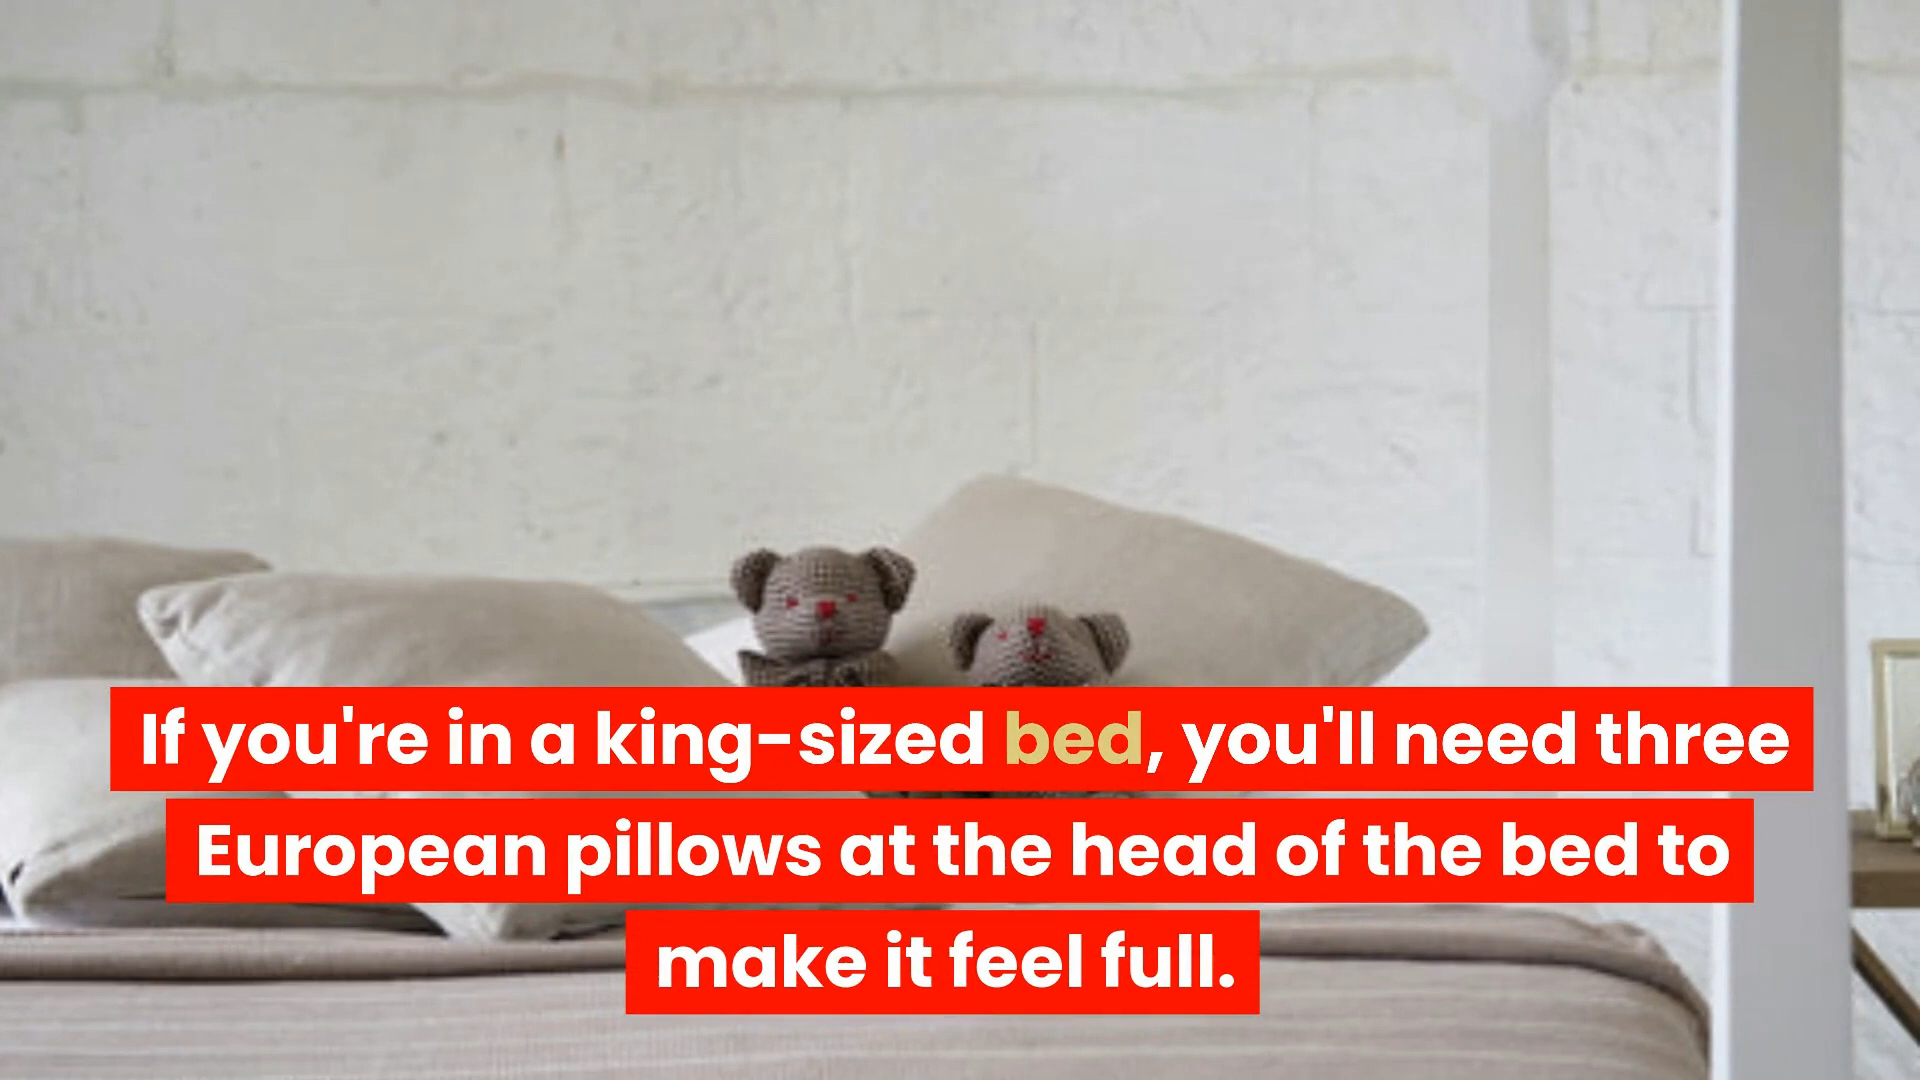 If you're in a king-sized bed, you'll need three
European pillows at the head of the bed to
make it feel full.